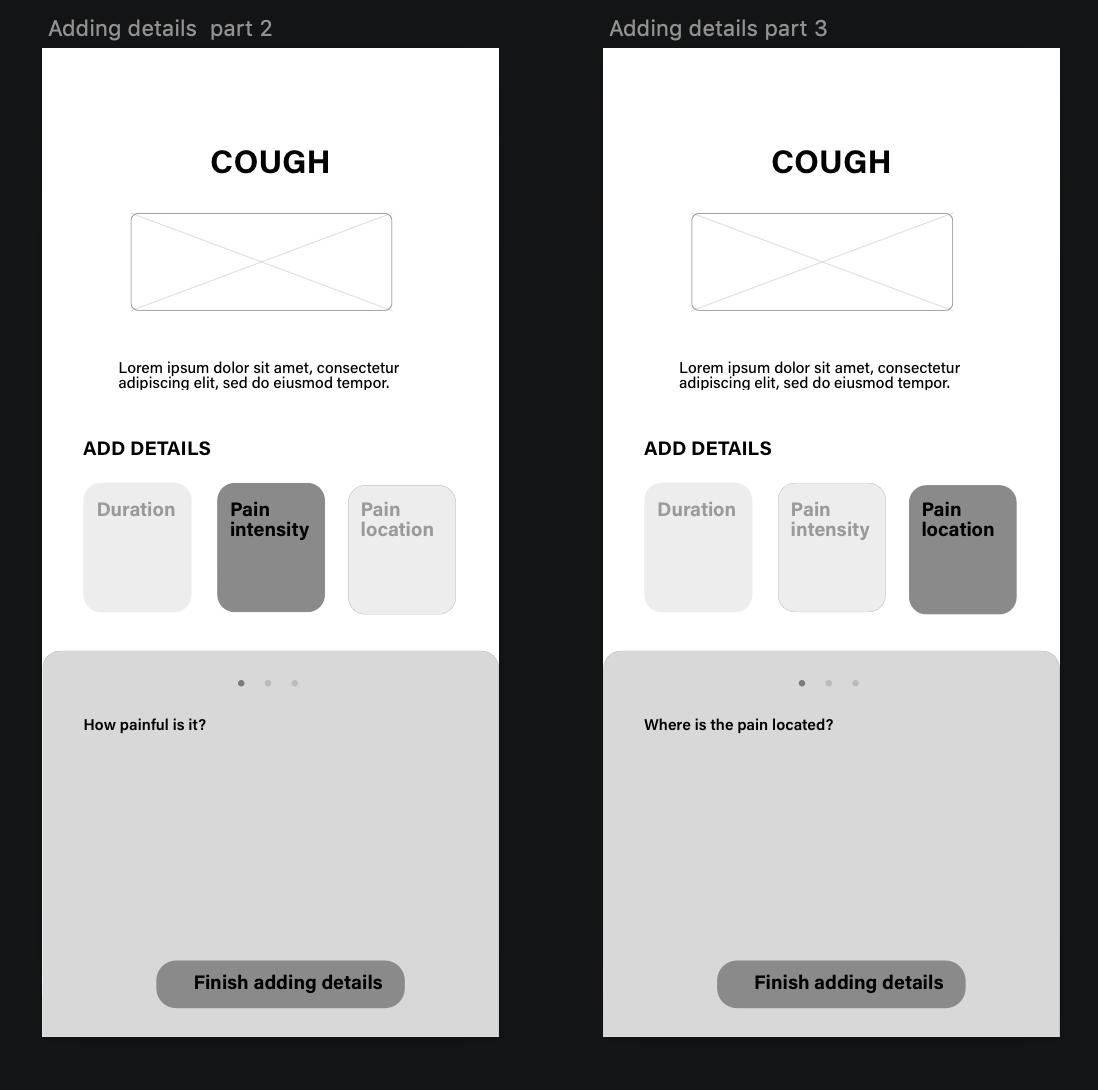 Adding details  part 2
COUGH
Lorem ipsum dolor sit amet, consectetur
adipiscing elit, sed do eiusmod tempor.
ADD DETAILS
Duration
Pain
intensity
Pain
location
How painful is it?
Finish adding details
Adding details part 3
COUGH
Lorem ipsum dolor sit amet, consectetur
adipiscing elit, sed do eiusmod tempor.
ADD DETAILS
Duration
Pain
intensity
Pain
location
Where is the pain located?
Finish adding details